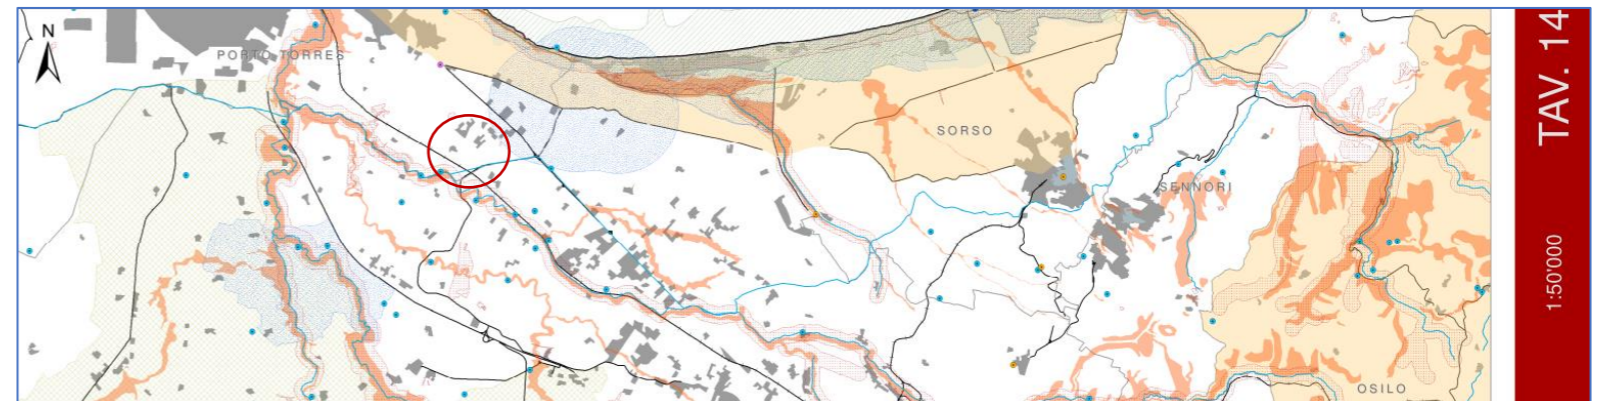 N
PORTO TORRES
SORSO
SENNORI
OSILO
TAV. 14
1:50'000